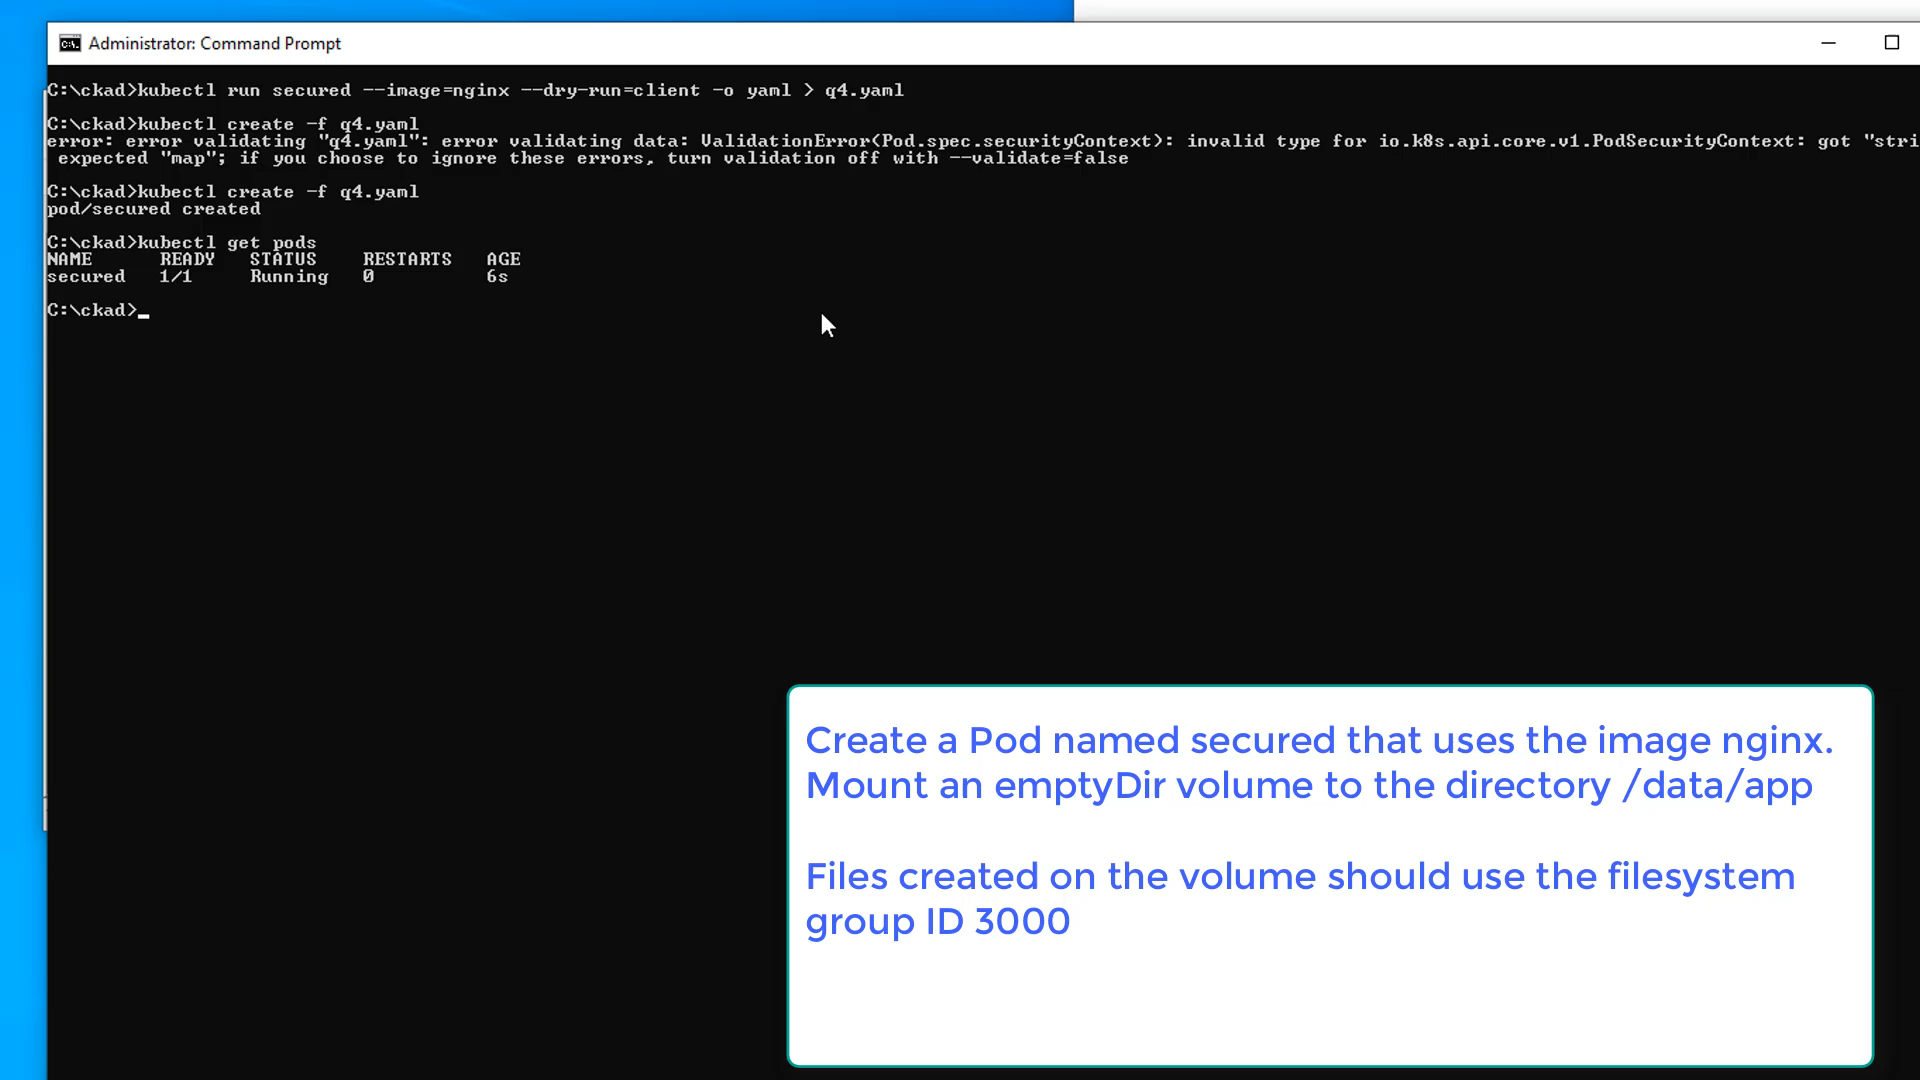 Administrator: Command Prompt
C:\ckad>kubectl run secured --image=nginx --dry-run=client -o yaml > q4.yaml
C:\ckad>kubectl create -f q4.yaml
error: error validating "q4.yaml": error validating data: ValidationError(Pod.spec.securityContext): invalid type for io.k8s.api.core.v1.PodSecurityContext: got "stri
expected "map"; if you choose to ignore these errors, turn validation off with --validate=false
C:\ckad>kubectl create -f q4.yaml
pod/secured created
C:\ckad>kubectl get pods
NAME READY STATUS RESTARTS AGE
secured 1/1 Running 0 6s
C:\ckad>_
Create a Pod named secured that uses the image nginx.
Mount an emptyDir volume to the directory /data/app
Files created on the volume should use the filesystem
group ID 3000